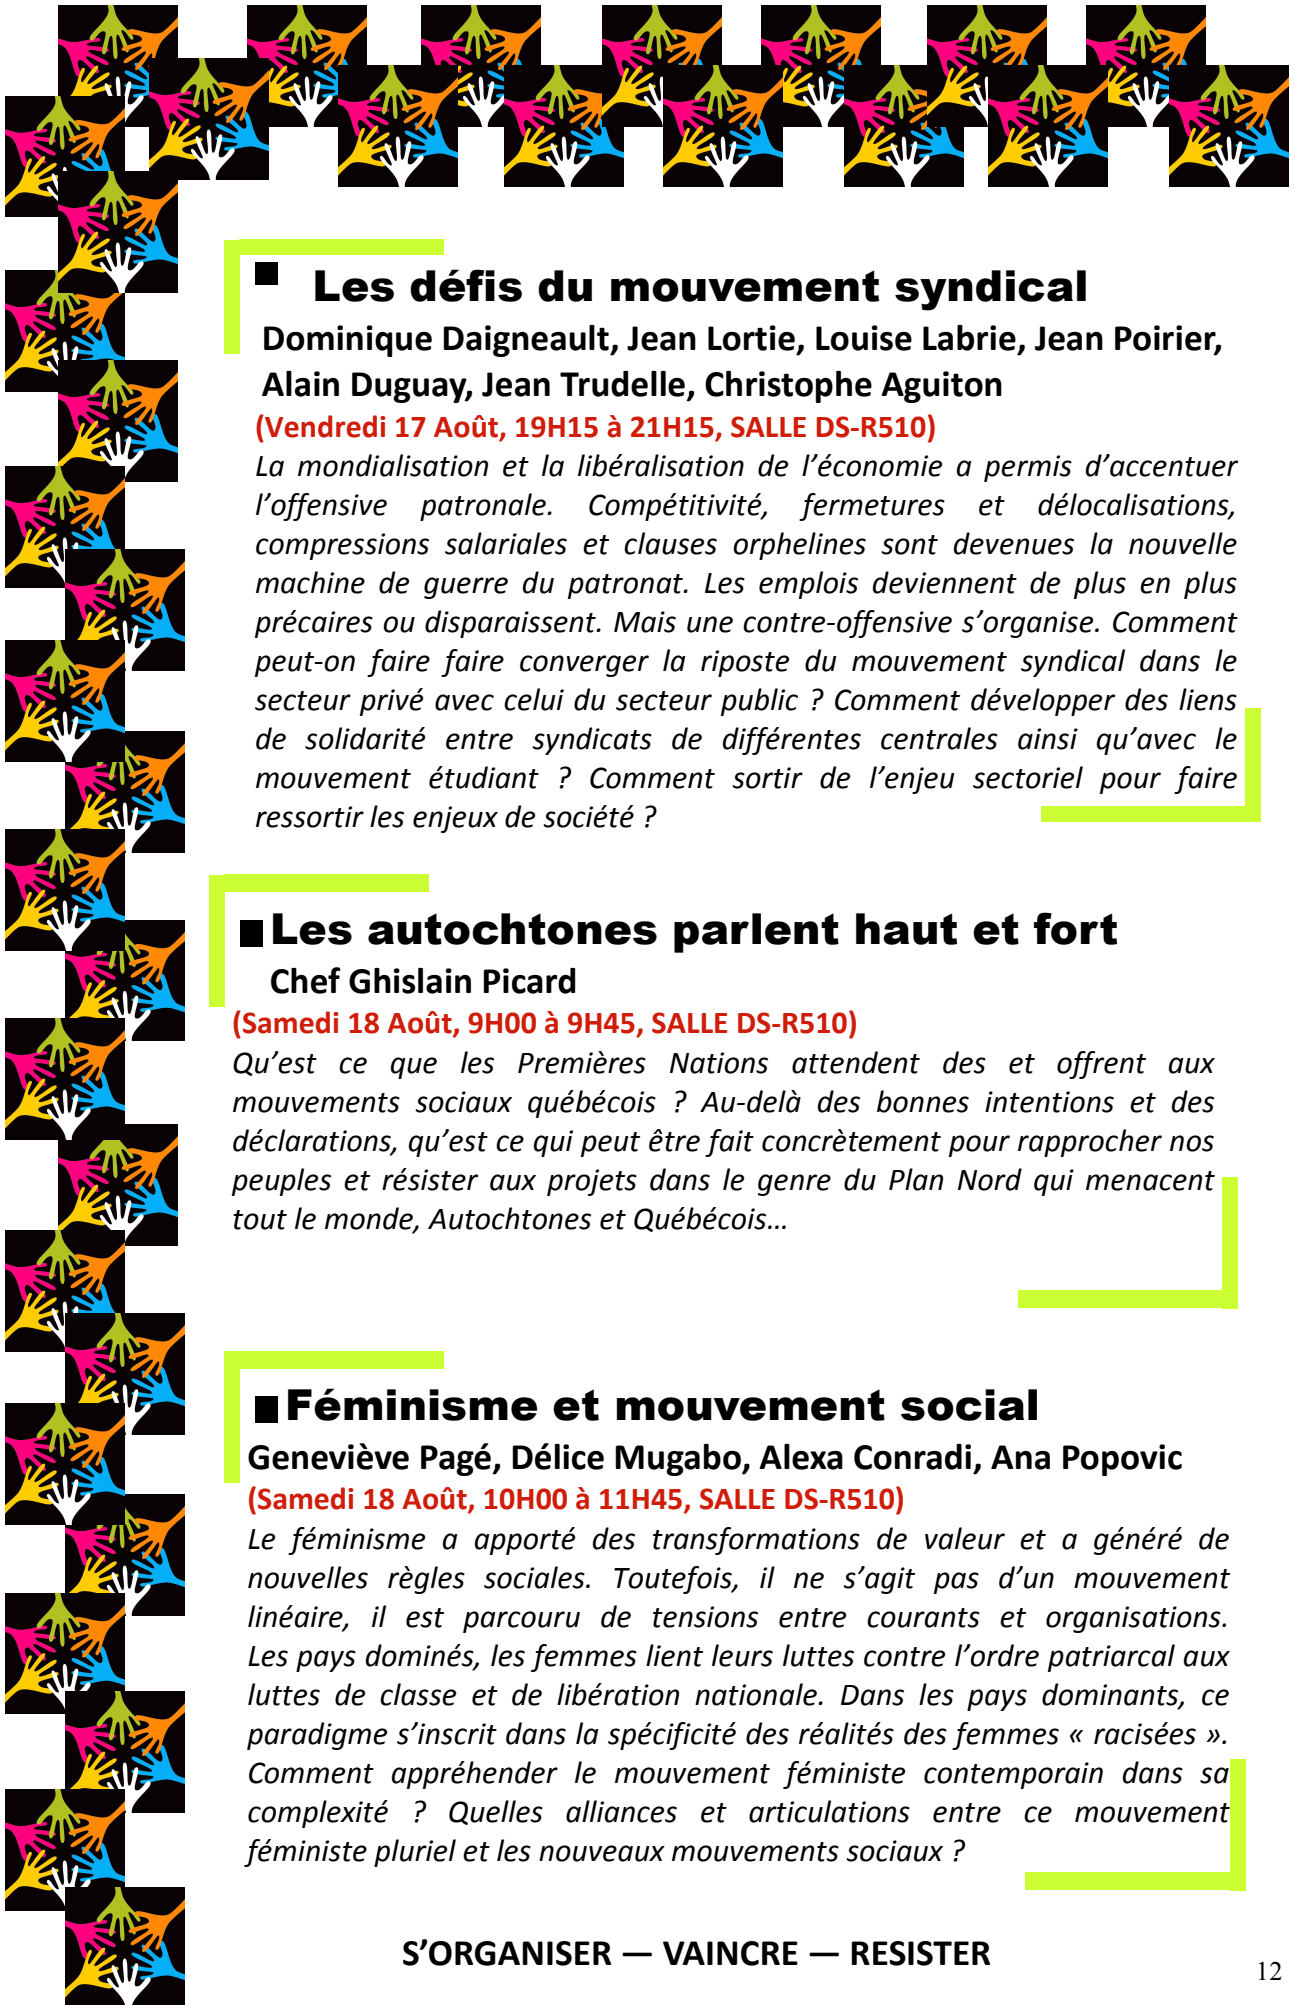 Les défis du mouvement syndical
Dominique Daigneault, Jean Lortie, Louise Labrie, Jean Poirier,
Alain Duguay, Jean Trudelle, Christophe Aguiton
(Vendredi 17 Août, 19H15 à 21H15, SALLE DS-R510)
La mondialisation et la libéralisation de l’économie a permis d’accentuer
l’offensive patronale. Compétitivité, fermetures et délocalisations,
compressions salariales et clauses orphelines sont devenues la nouvelle
machine de guerre du patronat. Les emplois deviennent de plus en plus
précaires ou disparaissent. Mais une contre-offensive s’organise. Comment
peut-on faire faire converger la riposte du mouvement syndical dans le
secteur privé avec celui du secteur public ? Comment développer des liens
de solidarité entre syndicats de différentes centrales ainsi qu’avec le
mouvement étudiant ? Comment sortir de l’enjeu sectoriel pour faire
ressortir les enjeux de société ?
Les autochtones parlent haut et fort
Chef Ghislain Picard
(Samedi 18 Août, 9H00 à 9H45, SALLE DS-R510)
Qu’est ce que les Premières Nations attendent des et offrent aux
mouvements sociaux québécois ? Au-delà des bonnes intentions et des
déclarations, qu’est ce qui peut être fait concrètement pour rapprocher nos
peuples et résister aux projets dans le genre du Plan Nord qui menacent
tout le monde, Autochtones et Québécois…
Féminisme et mouvement social
Geneviève Pagé, Délice Mugabo, Alexa Conradi, Ana Popovic
(Samedi 18 Août, 10H00 à 11H45, SALLE DS-R510)
Le féminisme a apporté des transformations de valeur et a généré de
nouvelles règles sociales. Toutefois, il ne s’agit pas d’un mouvement
linéaire, il est parcouru de tensions entre courants et organisations.
Les pays dominés, les femmes lient leurs luttes contre l’ordre patriarcal aux
luttes de classe et de libération nationale. Dans les pays dominants, ce
paradigme s’inscrit dans la spécificité des réalités des femmes « racisées ».
Comment appréhender le mouvement féministe contemporain dans sa
complexité ? Quelles alliances et articulations entre ce mouvement
féministe pluriel et les nouveaux mouvements sociaux ?
S’ORGANISER — VAINCRE — RESISTER
12